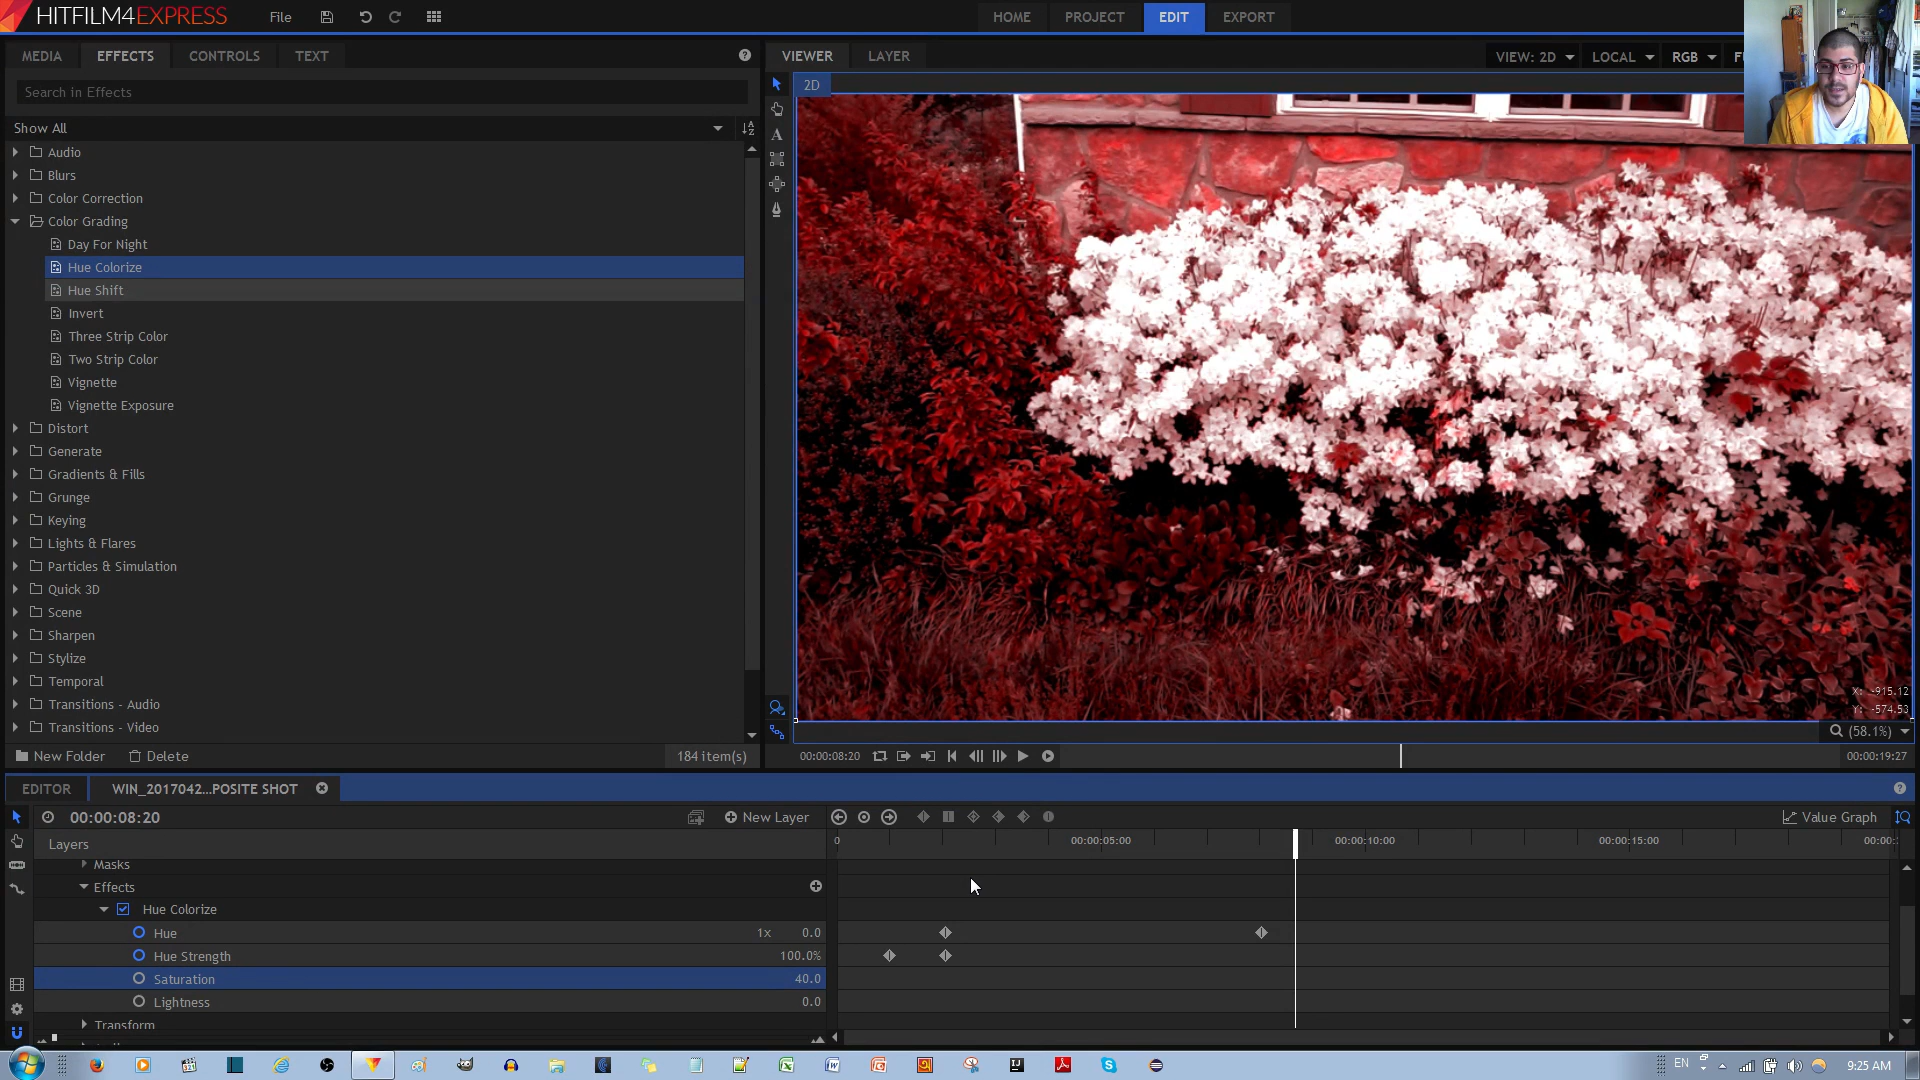 HITFILM4EXPRESS File HOME PROJECT EDIT EXPORT
MEDIA EFFECTS CONTROLS TEXT
VIEWER LAYER VIEW: 2D LOCAL RGB
Search in Effects
2D
Show All
Audio
Blurs
Color Correction
Color Grading
Day For Night
Hue Colorize
Hue Shift
Invert
Three Strip Color
Two Strip Color
Vignette
Vignette Exposure
Distort
Generate
Gradients & Fills
Grunge
Keying
Lights & Flares
Particles & Simulation
Quick 3D
Scene
Sharpen
Stylize
Temporal
Transitions - Audio
Transitions - Video
New Folder Delete 184 item(s)
X: -915.12
Y: -574.53
(58.1%)
00:00:08:20 00:00:19:27
EDITOR WIN_2017042...POSITE SHOT
00:00:08:20 New Layer Value Graph
Layers 0 00:00:05:00 00:00:10:00 00:00:15:00
Masks
Effects
Hue Colorize
Hue 1x 0.0
Hue Strength 100.0%
Saturation 40.0
Lightness 0.0
Transform
EN 9:25 AM